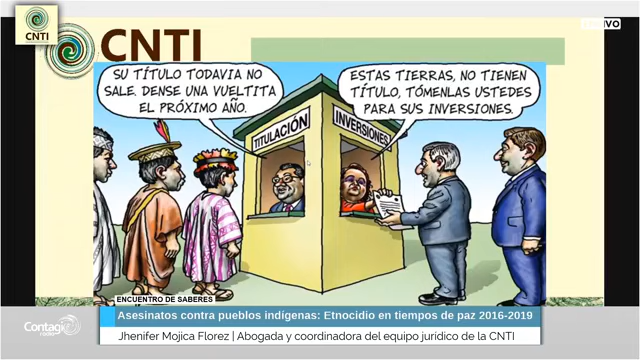 CNTI
CNTI
VO
SU TÍTULO TODAVIA NO
SALE. DENSE UNA VUELTITA
EL PRÓXIMO AÑO.
ESTAS TIERRAS, NO TIENEN
TÍTULO, TÓMENLAS USTEDES
PARA SUS INVERSIONES.
TITULACIÓN
INVERSIONES
ENCUENTRO DE SABERES
Asesinatos contra pueblos indígenas: Etnocidio en tiempos de paz 2016-2019
Jhenifer Mojica Florez | Abogada y coordinadora del equipo jurídico de la CNTI
Contagio
radio